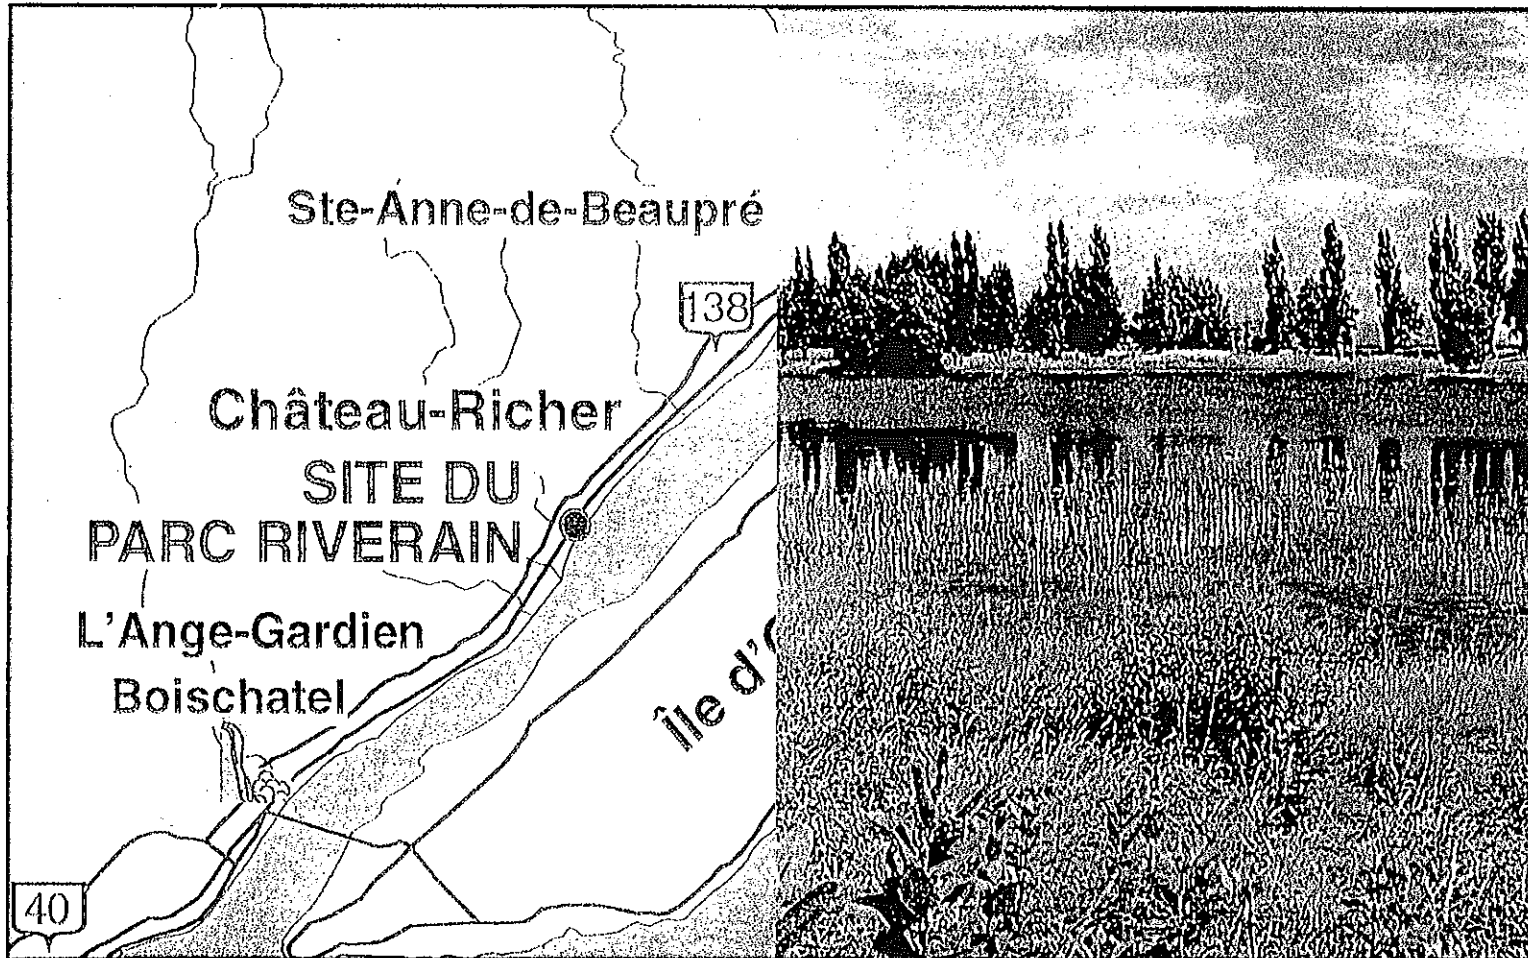 Ste-Anne-de-Beaupré
138
Château-Richer
SITE DU
PARC RIVERAIN
L'Ange-Gardien
Boischatel
île d'
40